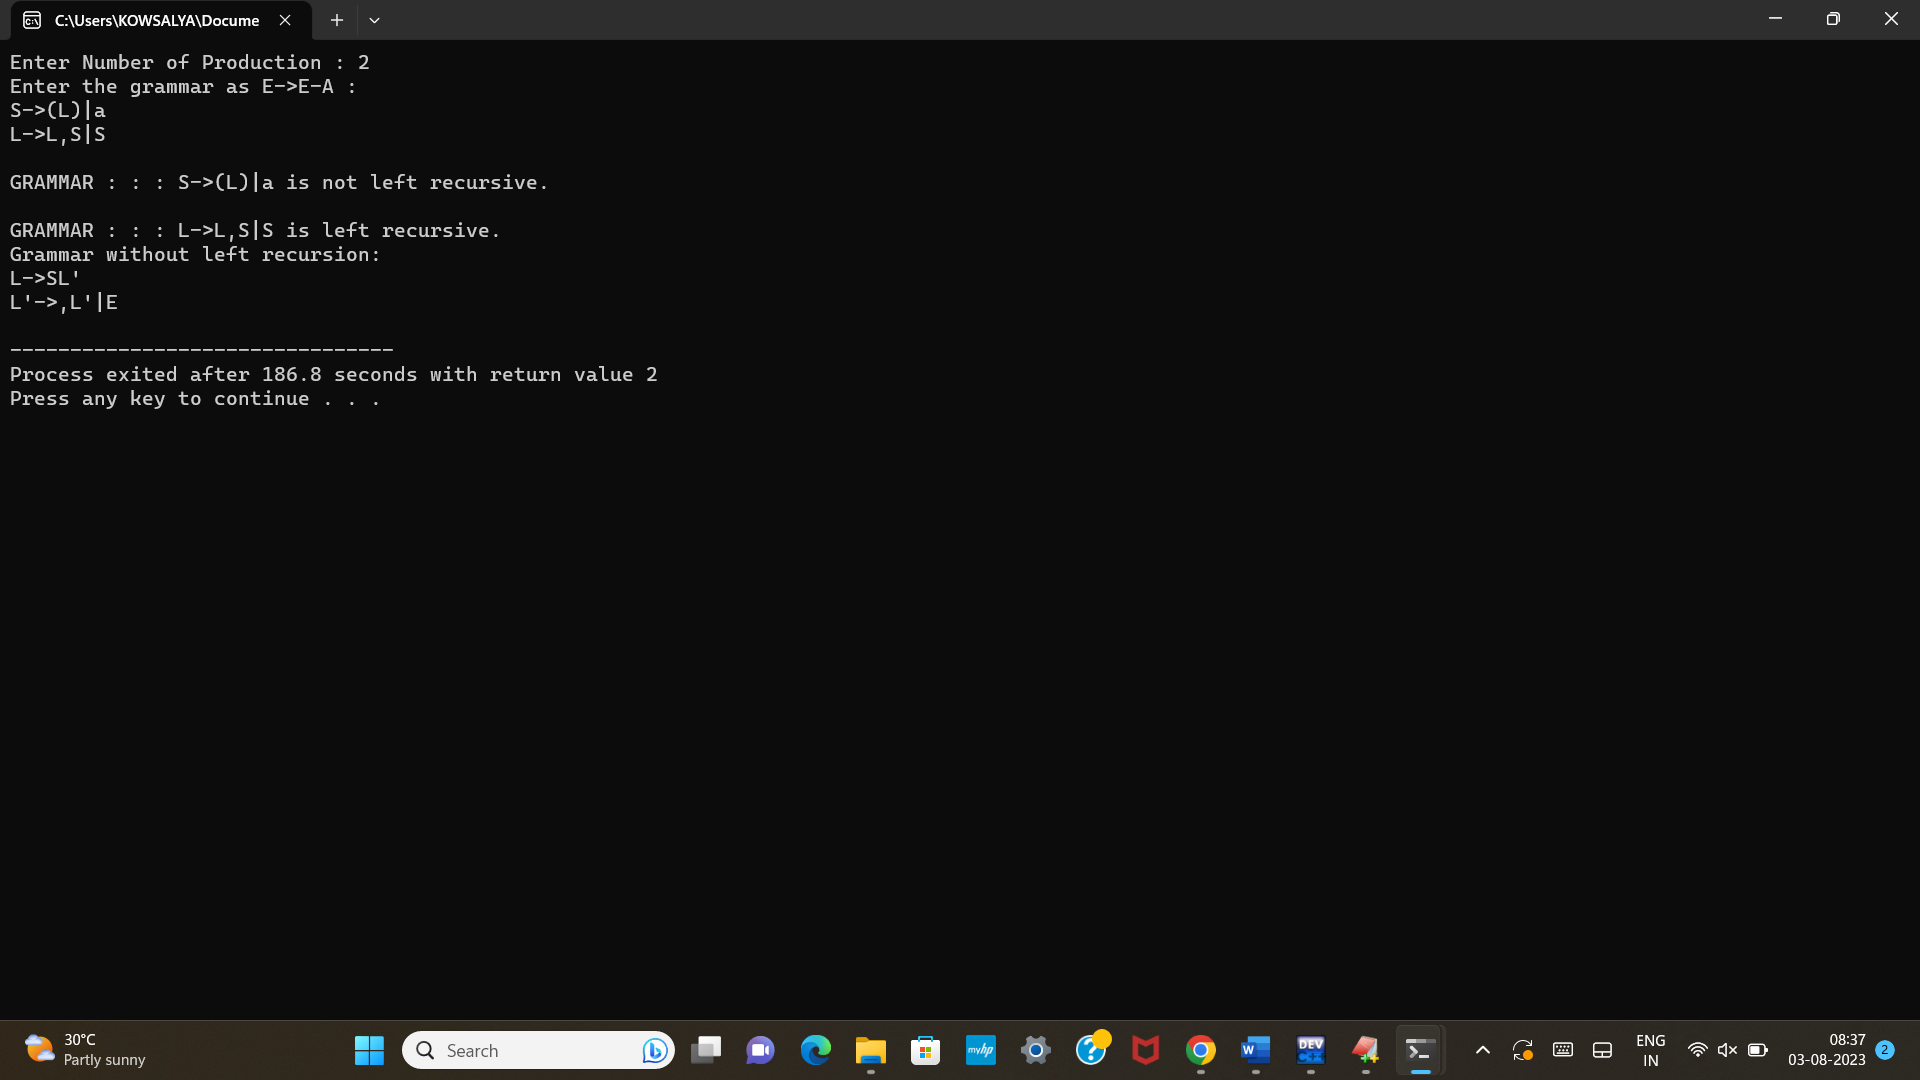 C:\Users\KOWSALYA\Docume
Enter Number of Production : 2
Enter the grammar as E->E-A :
S->(L)|a
L->L,S|S
GRAMMAR : : : S->(L)|a is not left recursive.
GRAMMAR : : : L->L,S|S is left recursive.
Grammar without left recursion:
L->SL'
L'->,L'|E
--------------------------------
Process exited after 186.8 seconds with return value 2
Press any key to continue . . .
30°C
Partly sunny
Search
myhp
W
DEV
C++
ENG
IN
08:37
03-08-2023
2